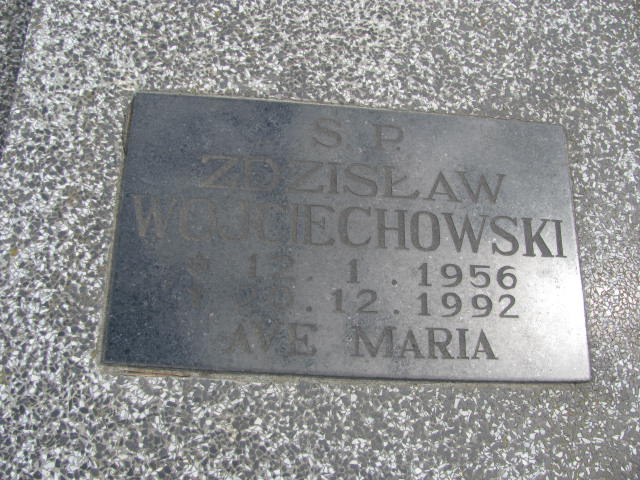 Ś.P.
ZDZISŁAW
WOJCIECHOWSKI
* 12.1.1956
.12.1992
AVE MARIA